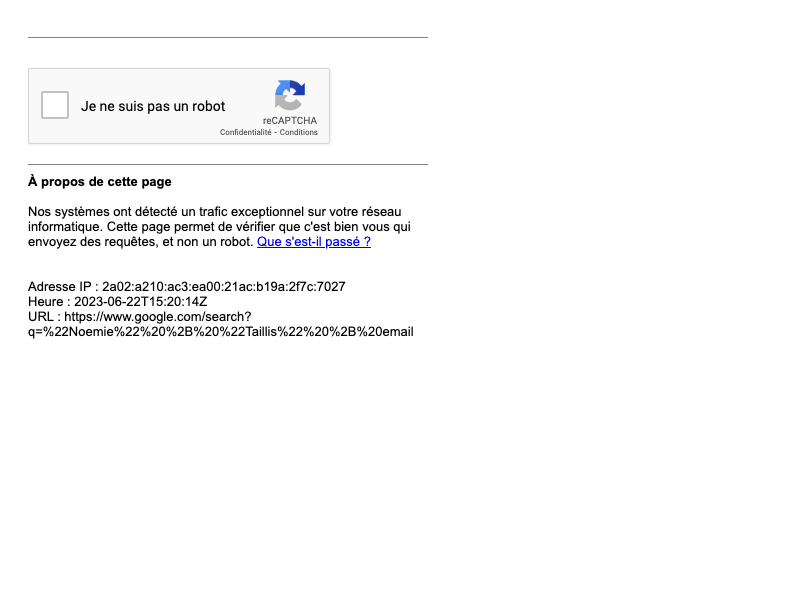 Je ne suis pas un robot
reCAPTCHA
Confidentialité - Conditions
À propos de cette page
Nos systèmes ont détecté un trafic exceptionnel sur votre réseau
informatique. Cette page permet de vérifier que c'est bien vous qui
envoyez des requêtes, et non un robot. Que s'est-il passé ?
Adresse IP : 2a02:a210:ac3:ea00:21ac:b19a:2f7c:7027
Heure : 2023-06-22T15:20:14Z
URL : https://www.google.com/search?
q=%22Noemie%22%20%2B%20%22Taillis%22%20%2B%20email